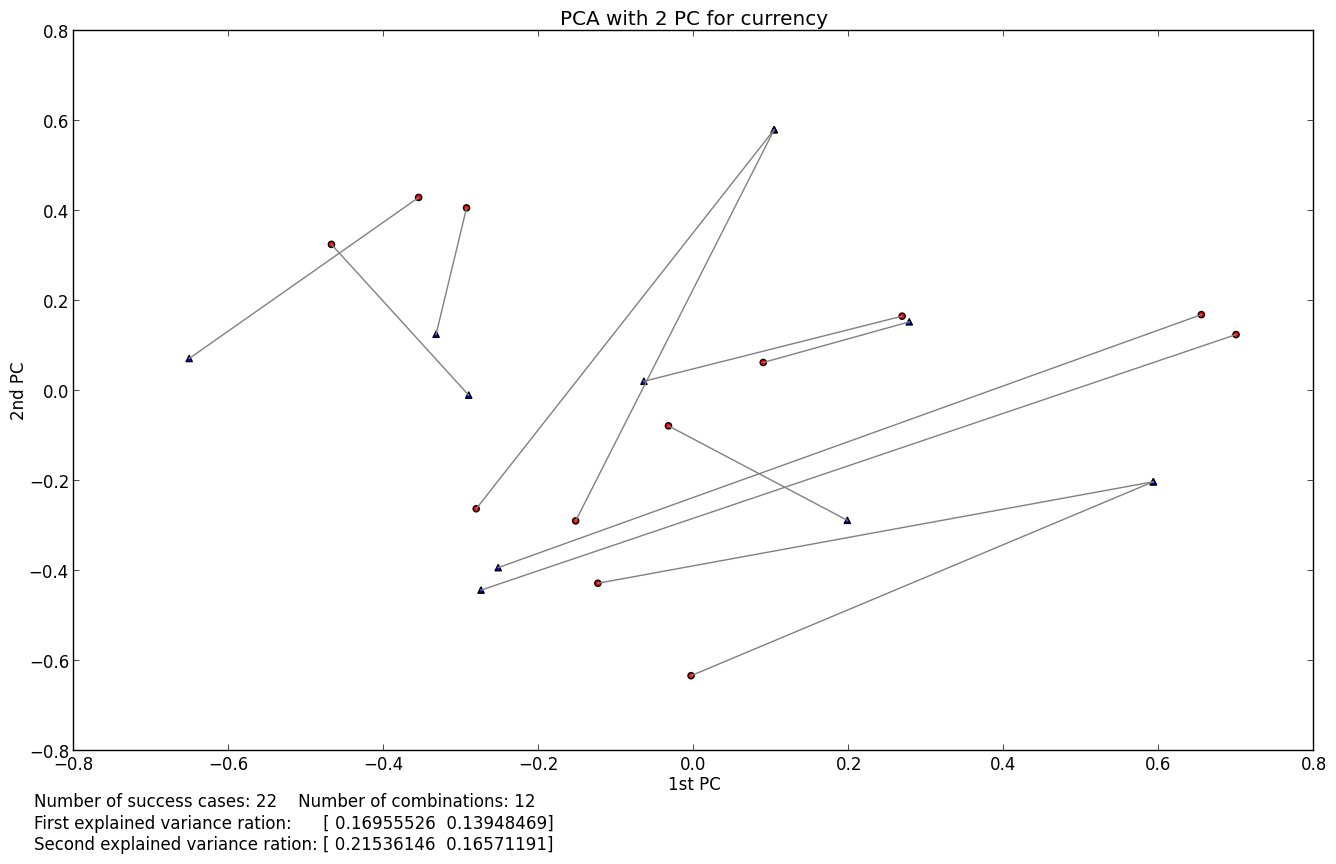 PCA with 2 PC for currency
0.8
0.6
0.4
0.2
0.0
−0.2
−0.4
−0.6
−0.8
2nd PC
−0.8 −0.6 −0.4 −0.2 0.0 0.2 0.4 0.6 0.8
1st PC
Number of success cases: 22 Number of combinations: 12
First explained variance ration: [ 0.16955526 0.13948469]
Second explained variance ration: [ 0.21536146 0.16571191]